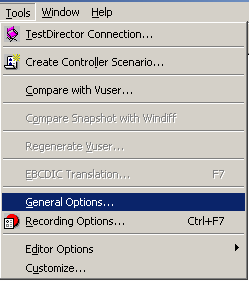 Tools Window Help
TestDirector Connection...
Create Controller Scenario...
Compare with Vuser...
Compare Snapshot with Windiff
Regenerate Vuser...
EBCDIC Translation... F7
General Options...
Recording Options... Ctrl+F7
Editor Options
Customize...